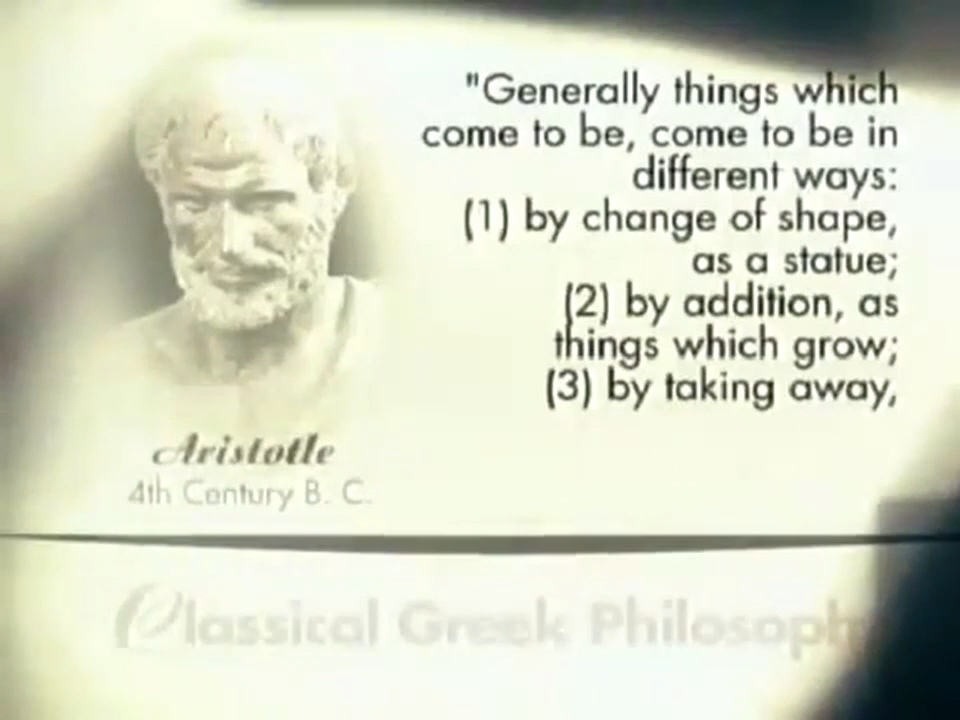 "Generally things which
come to be, come to be in
different ways:
(1) by change of shape,
as a statue;
(2) by addition, as
things which grow;
(3) by taking away,
Aristotle
4th Century B. C.
Classical Greek Philosophy